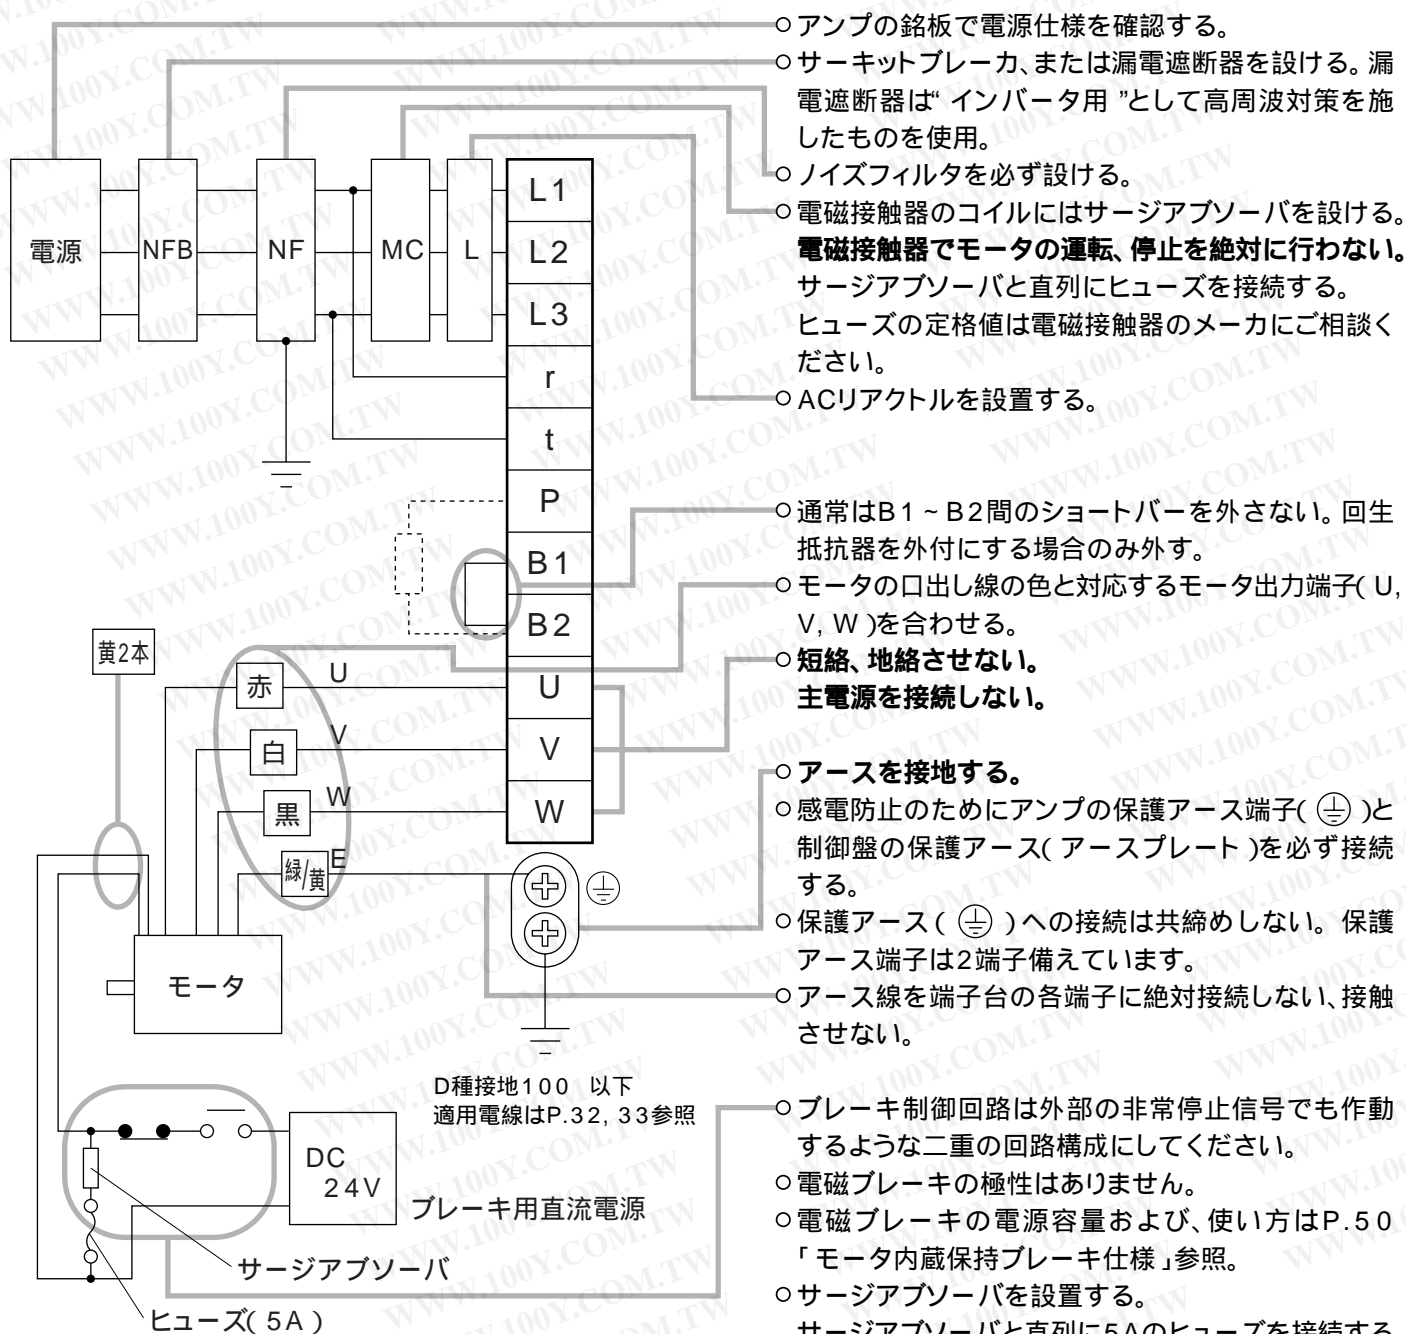 アンプの銘板で電源仕様を確認する。
サーキットブレーカ、または漏電遮断器を設ける。漏
電遮断器は“インバータ用”として高周波対策を施
したものを使用。
ノイズフィルタを必ず設ける。
電磁接触器のコイルにはサージアブソーバを設ける。
電磁接触器でモータの運転、停止を絶対に行わない。
サージアブソーバと直列にヒューズを接続する。
ヒューズの定格値は電磁接触器のメーカにご相談く
ださい。
ACリアクトルを設置する。
電源
NFB
NF
MC
L
L1
L2
L3
r
t
P
B1
B2
U
V
W
通常はB1~B2間のショートバーを外さない。回生
抵抗器を外付にする場合のみ外す。
モータの口出し線の色と対応するモータ出力端子(U,
V, W)を合わせる。
短絡、地絡させない。
主電源を接続しない。
アースを接地する。
感電防止のためにアンプの保護アース端子( )と
制御盤の保護アース(アースプレート)を必ず接続
する。
保護アース( )への接続は共締めしない。保護
アース端子は2端子備えています。
アース線を端子台の各端子に絶対接続しない、接触
させない。
黄2本
赤
U
白
V
黒
W
緑/黄
E
モータ
D種接地100 以下
適用電線はP.32, 33参照
ブレーキ制御回路は外部の非常停止信号でも作動
するような二重の回路構成にしてください。
電磁ブレーキの極性はありません。
電磁ブレーキの電源容量および、使い方はP.50
「モータ内蔵保持ブレーキ仕様」参照。
サージアブソーバを設置する。
サージアブソーバと直列に5Aのヒューズを接続する
DC
24V
ブレーキ用直流電源
サージアブソーバ
ヒューズ(5A)
WWW.100Y.COM.TW